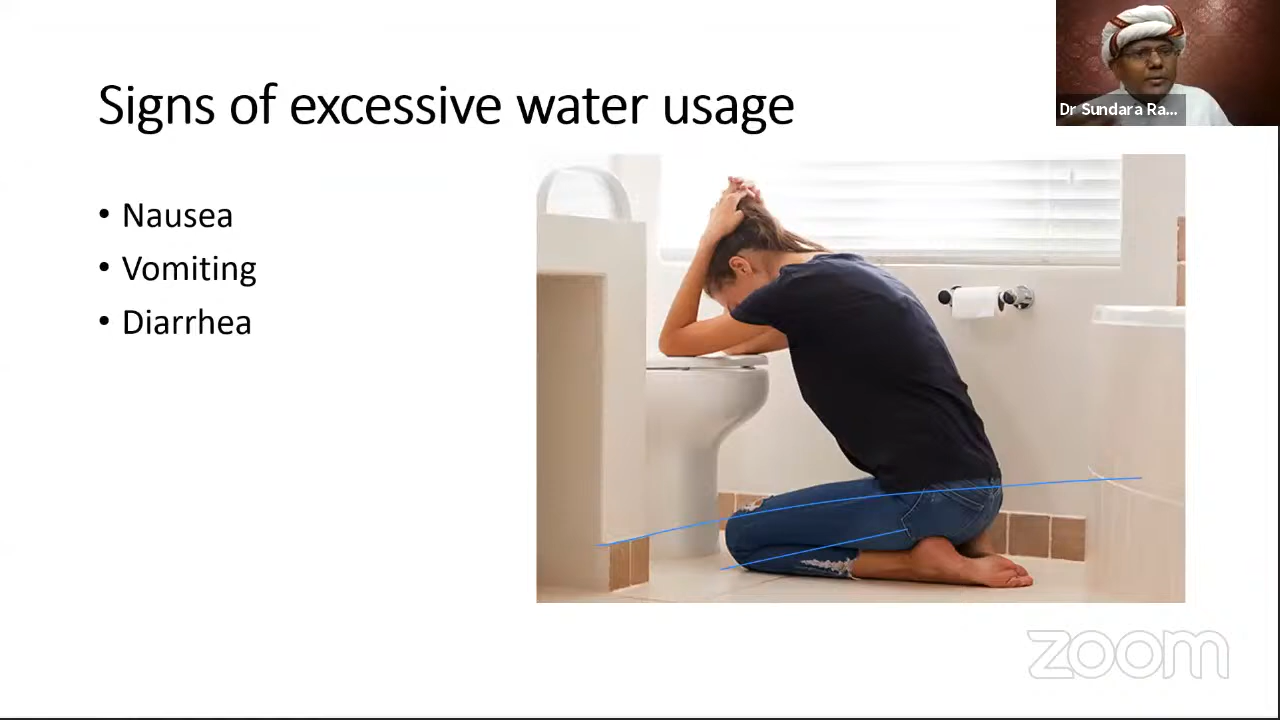 Signs of excessive water usage
Dr Sundara Ra...
• Nausea
• Vomiting
• Diarrhea
zoom